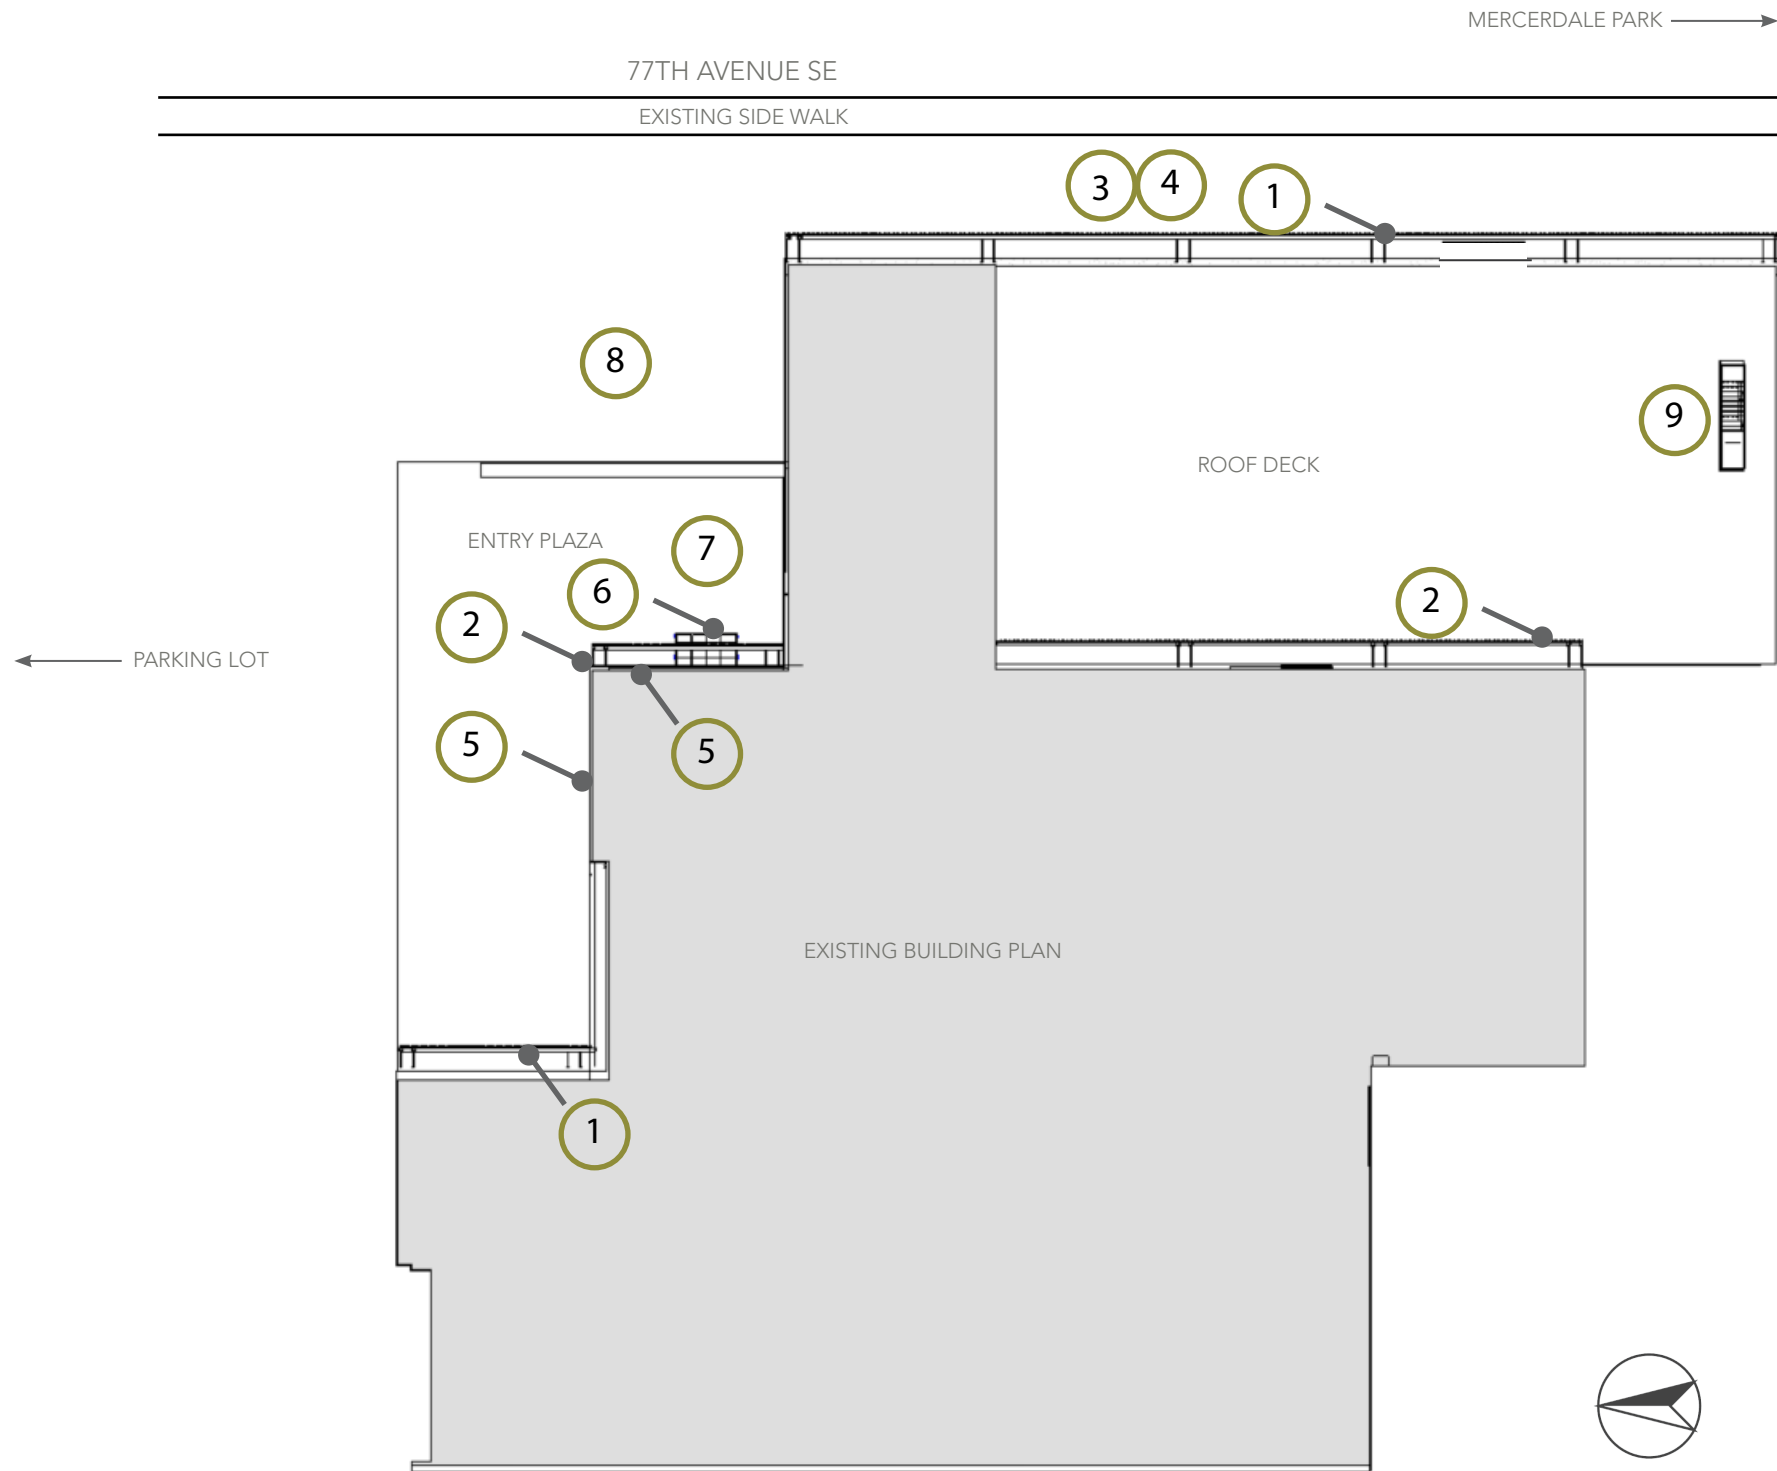 MERCERDALE PARK
77TH AVENUE SE
EXISTING SIDE WALK
3
4
1
8
9
ROOF DECK
ENTRY PLAZA
7
6
2
2
PARKING LOT
5
5
EXISTING BUILDING PLAN
1